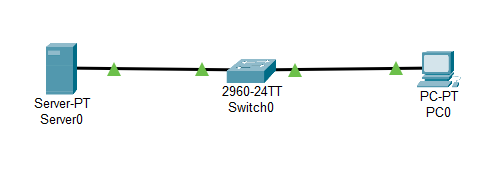 Server-PT
Server0
2960-24TT
Switch0
PC-PT
PC0